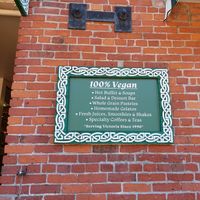 100% Vegan
• Hot Buffet & Soups
• Salad & Dessert Bar
• Whole Grain Pastries
• Homemade Gelatos
• Fresh Juices, Smoothies & Shakes
• Specialty Coffees & Teas
"Serving Victoria Since 1990"